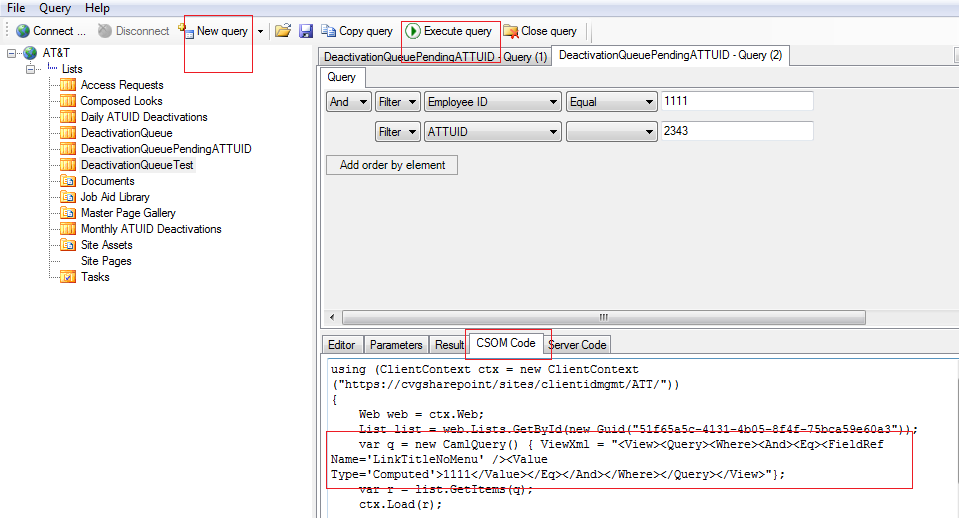 File Query Help
Connect ... Disconnect New query Copy query Execute query Close query
AT&T
Lists
Access Requests
Composed Looks
Daily ATUID Deactivations
DeactivationQueue
DeactivationQueuePendingATTUID
DeactivationQueueTest
Documents
Job Aid Library
Master Page Gallery
Monthly ATUID Deactivations
Site Assets
Site Pages
Tasks
DeactivationQueuePendingATTUID - Query (1) DeactivationQueuePendingATTUID - Query (2)
Query
And Filter Employee ID Equal 1111
Filter ATTUID 2343
Add order by element
Editor Parameters Result CSOM Code Server Code
using (ClientContext ctx = new ClientContext
("https://cvgsharepoint/sites/clientidmgmt/ATT/"))
{
Web web = ctx.Web;
List list = web.Lists.GetById(new Guid("51f65a5c-4131-4b05-8f4f-75bca59e60a3"));
var q = new CamlQuery() { ViewXml = "<View><Query><Where><And><Eq><FieldRef
Name='LinkTitleNoMenu' /><Value
Type='Computed'>1111</Value></Eq></And></Where></Query></View>"};
var r = list.GetItems(q);
ctx.Load(r);